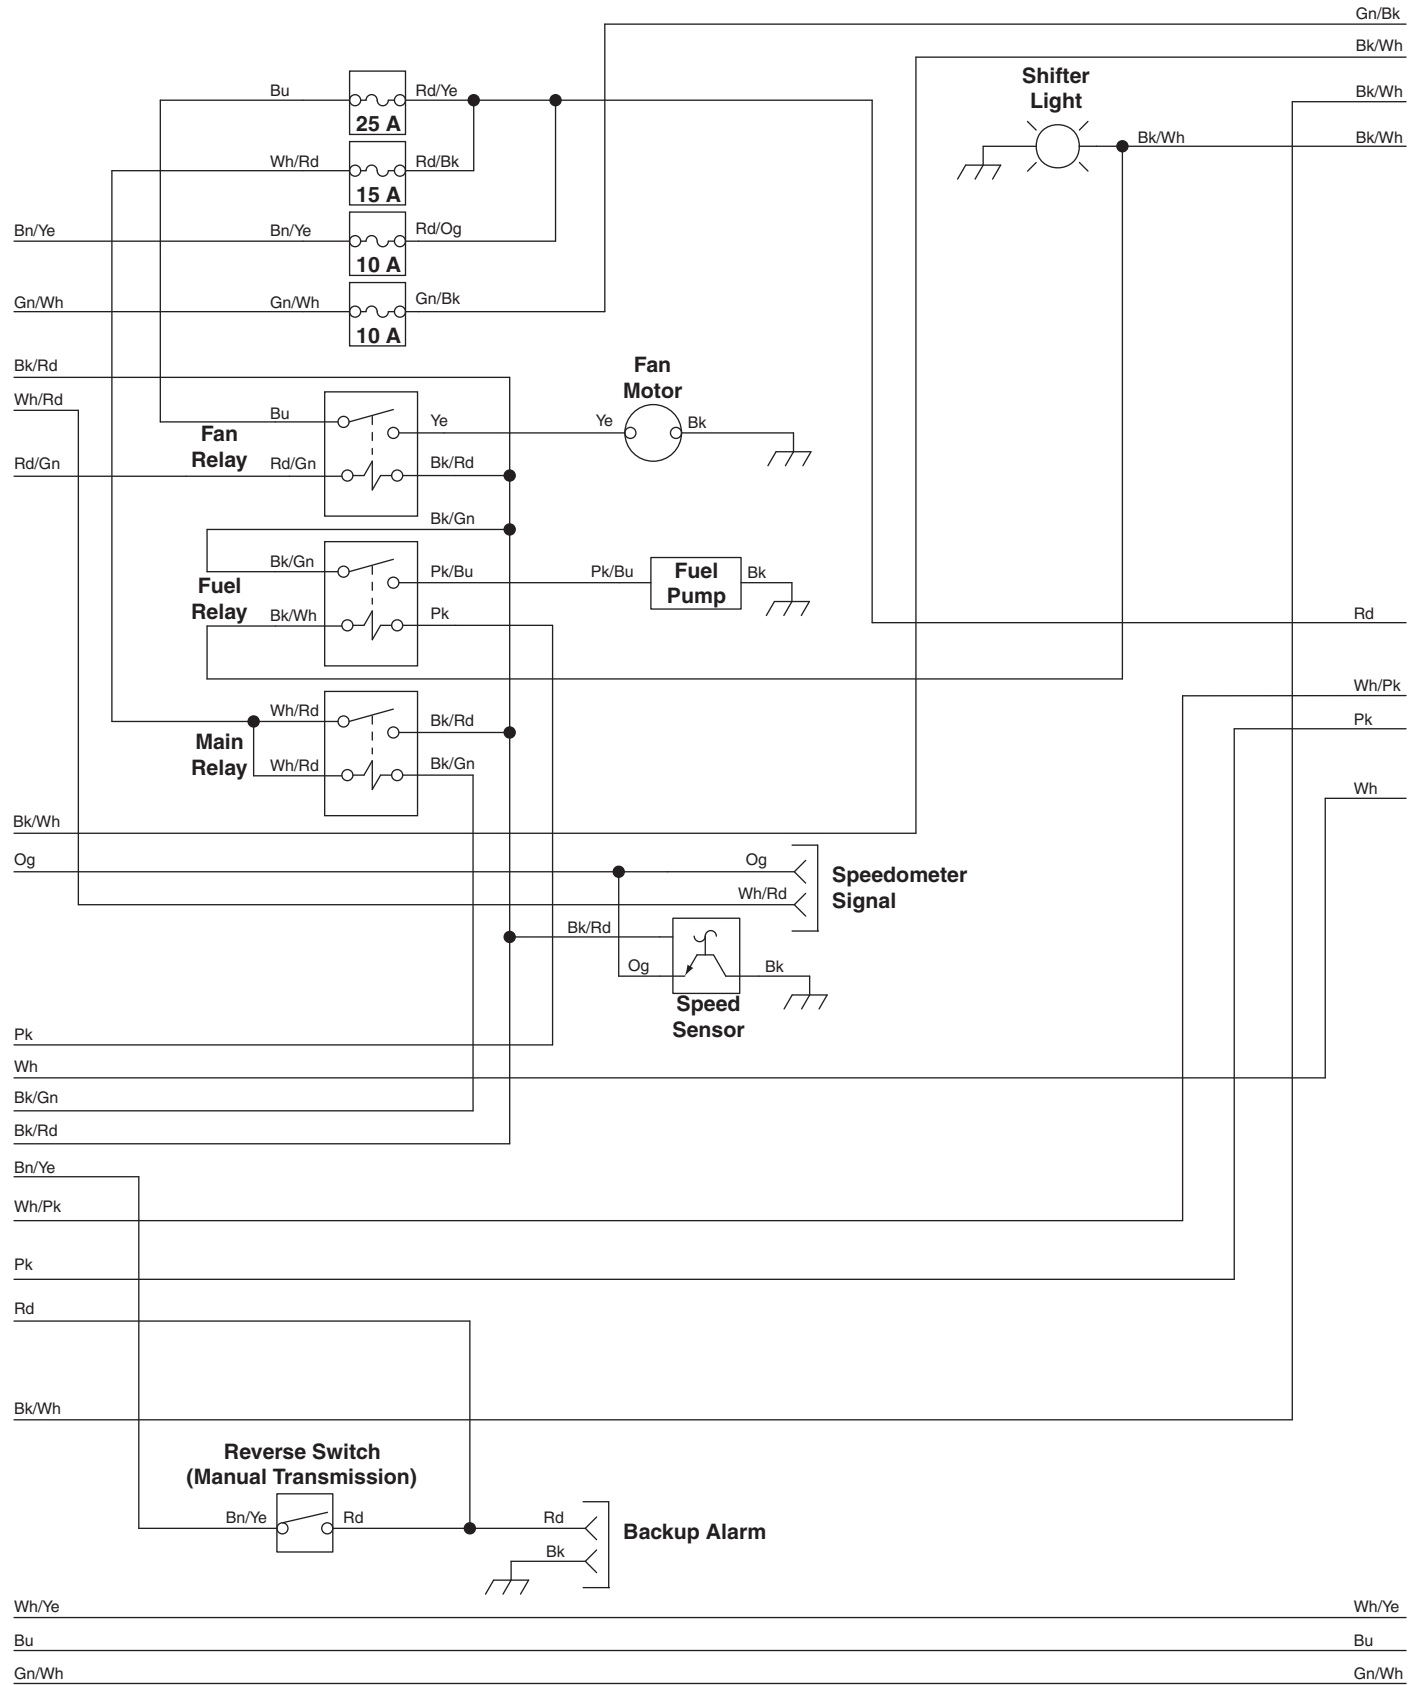 Gn/Bk
Bk/Wh
Shifter
Light
Bu
Rd/Ye
Bk/Wh
25 A
Bk/Wh
Bk/Wh
Wh/Rd
Rd/Bk
15 A
Bn/Ye
Bn/Ye
Rd/Og
10 A
Gn/Wh
Gn/Wh
Gn/Bk
10 A
Bk/Rd
Fan
Motor
Wh/Rd
Bu
Ye
Ye
Bk
Fan
Relay
Rd/Gn
Rd/Gn
Bk/Rd
Bk/Gn
Bk/Gn
Pk/Bu
Pk/Bu
Fuel
Pump
Bk
Fuel
Relay
Bk/Wh
Pk
Rd
Wh/Pk
Wh/Rd
Bk/Rd
Pk
Main
Relay
Wh/Rd
Bk/Gn
Wh
Bk/Wh
Og
Og
Speedometer
Signal
Wh/Rd
Bk/Rd
Og
Bk
Speed
Sensor
Pk
Wh
Bk/Gn
Bk/Rd
Bn/Ye
Wh/Pk
Pk
Rd
Bk/Wh
Reverse Switch
(Manual Transmission)
Bn/Ye
Rd
Rd
Backup Alarm
Bk
Wh/Ye
Wh/Ye
Bu
Bu
Gn/Wh
Gn/Wh